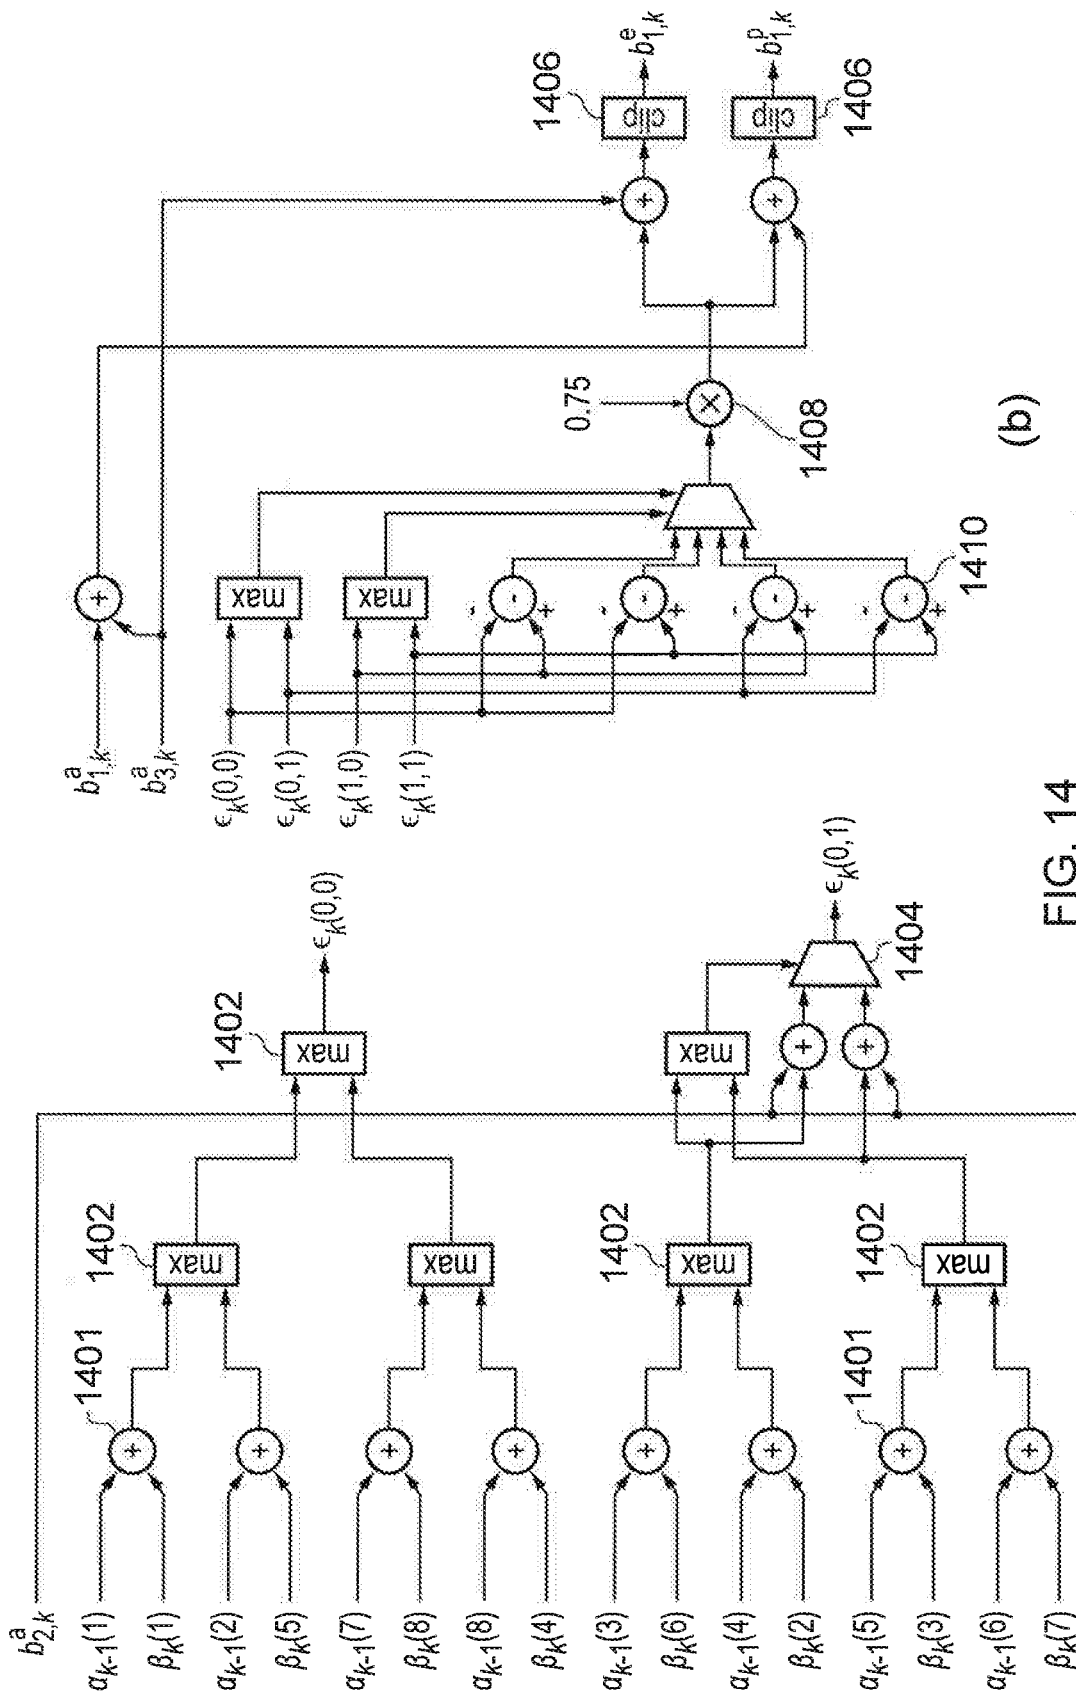 b^a_{2,k}
α_{k-1}(1)
β_k(1)
α_{k-1}(2)
β_k(5)
α_{k-1}(7)
β_k(8)
α_{k-1}(8)
β_k(4)
α_{k-1}(3)
β_k(6)
α_{k-1}(4)
β_k(2)
α_{k-1}(5)
β_k(3)
α_{k-1}(6)
β_k(7)
+
+
+
+
+
+
+
+
1401
1401
max
max
max
max
1402
1402
1402
max
1402
ϵ_k(0,0)
max
+
+
1404
ϵ_k(0,1)
FIG. 14
b^a_{1,k}
b^a_{3,k}
ϵ_k(0,0)
ϵ_k(0,1)
ϵ_k(1,0)
ϵ_k(1,1)
+
max
max
- - +
- - +
- - +
- - +
1410
0.75
×
1408
+
+
clip
clip
1406
1406
b^e_{1,k}
b^p_{1,k}
(b)